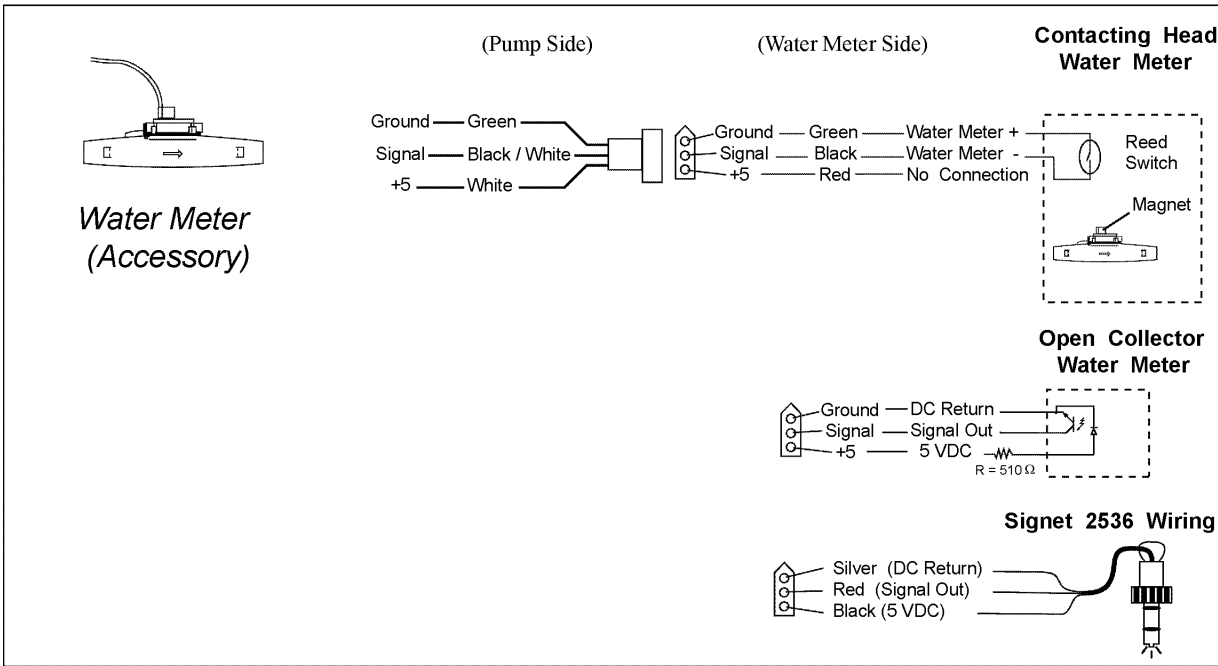 (Pump Side)
(Water Meter Side)
Contacting Head
Water Meter
Ground Green
Signal Black / White
+5 White
Ground Green Water Meter +
Signal Black Water Meter -
+5 Red No Connection
Reed
Switch
Magnet
Water Meter
(Accessory)
Open Collector
Water Meter
Ground DC Return
Signal Signal Out
+5 5 VDC
R = 510 Ω
Signet 2536 Wiring
Silver (DC Return)
Red (Signal Out)
Black (5 VDC)